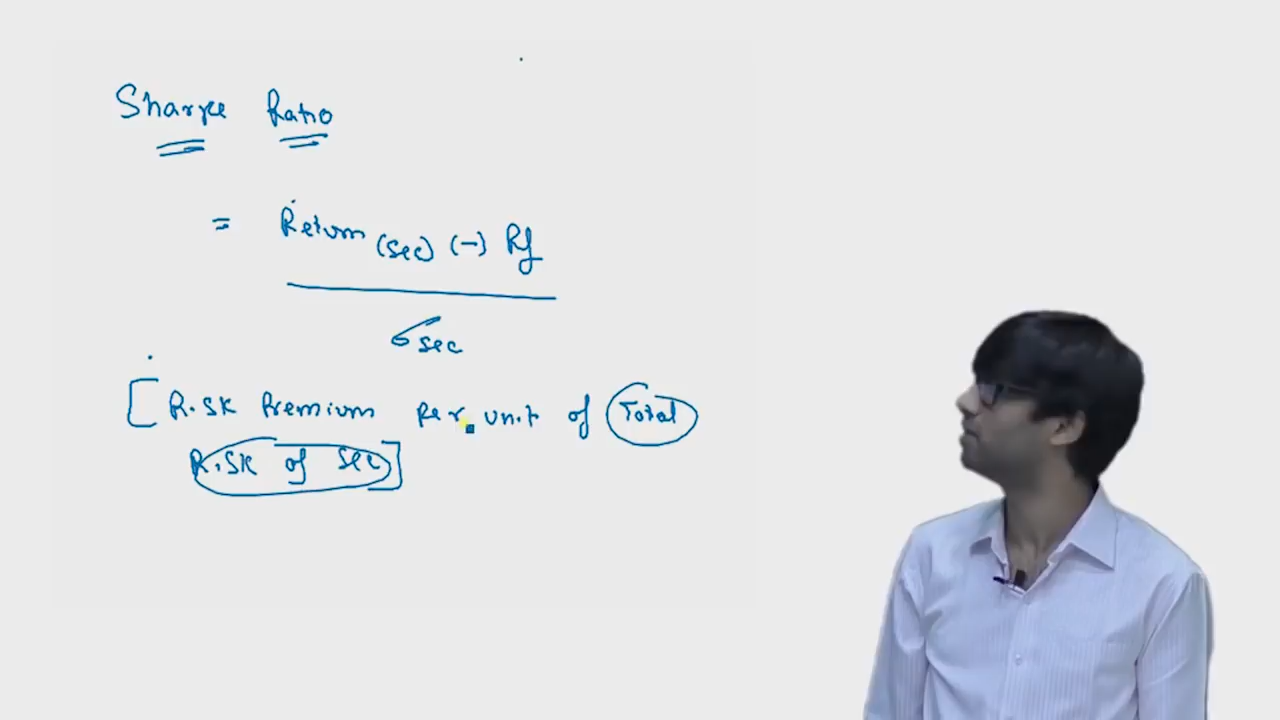 Sharpe Ratio
= Return (sec) (-) Rf
σ sec
[Risk Premium per unit of Total
Risk of sec]